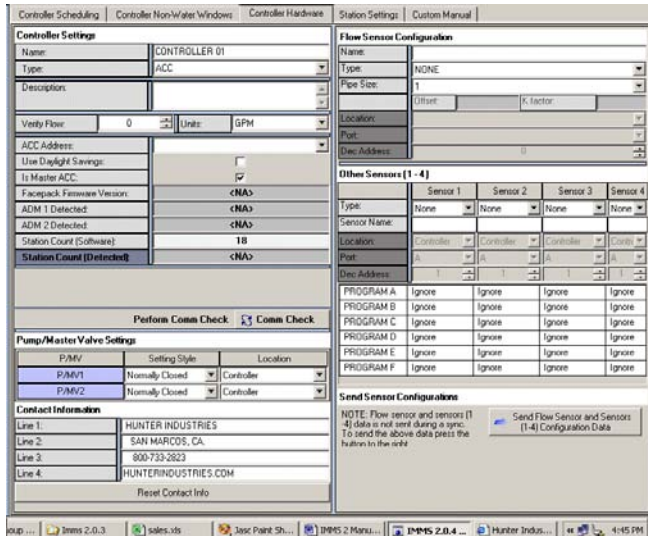 Controller Scheduling Controller Non-Water Windows Controller Hardware Station Settings Custom Manual
Controller Settings
Name: CONTROLLER 01
Type: ACC
Description:
Verify Flow: 0 Units: GPM
ACC Address:
Use Daylight Savings:
Is Master ACC:
Facepack Firmware Version: <NA>
ADM 1 Detected: <NA>
ADM 2 Detected: <NA>
Station Count (Software): 18
Station Count (Detected): <NA>
Perform Comm Check Comm Check
Pump/Master Valve Settings
P/MV Setting Style Location
P/MV1 Normally Closed Controller
P/MV2 Normally Closed Controller
Contact Information
Line 1: HUNTER INDUSTRIES
Line 2: SAN MARCOS, CA.
Line 3: 800-733-2823
Line 4: HUNTERINDUSTRIES.COM
Reset Contact Info
Flow Sensor Configuration
Name:
Type: NONE
Pipe Size: 1
Offset: K factor:
Location:
Port:
Dec Address: 0
Other Sensors (1 - 4)
Sensor 1 Sensor 2 Sensor 3 Sensor 4
Type: None None None None
Sensor Name:
Location: Controller Controller Controller Contro
Port: A A A A
Dec Address: 1 1 1 1
PROGRAM A Ignore Ignore Ignore Ignore
PROGRAM B Ignore Ignore Ignore Ignore
PROGRAM C Ignore Ignore Ignore Ignore
PROGRAM D Ignore Ignore Ignore Ignore
PROGRAM E Ignore Ignore Ignore Ignore
PROGRAM F Ignore Ignore Ignore Ignore
Send Sensor Configurations
NOTE: Flow sensor and sensors (1
-4) data is not sent during a sync.
To send the above data press the
button to the right
Send Flow Sensor and Sensors
(1-4) Configuration Data
oup ... Imms 2.0.3 sales.xls Jasc Paint Sh... IMMS 2 Manu... IMMS 2.0.4 ... Hunter Indus... 4:45 PM